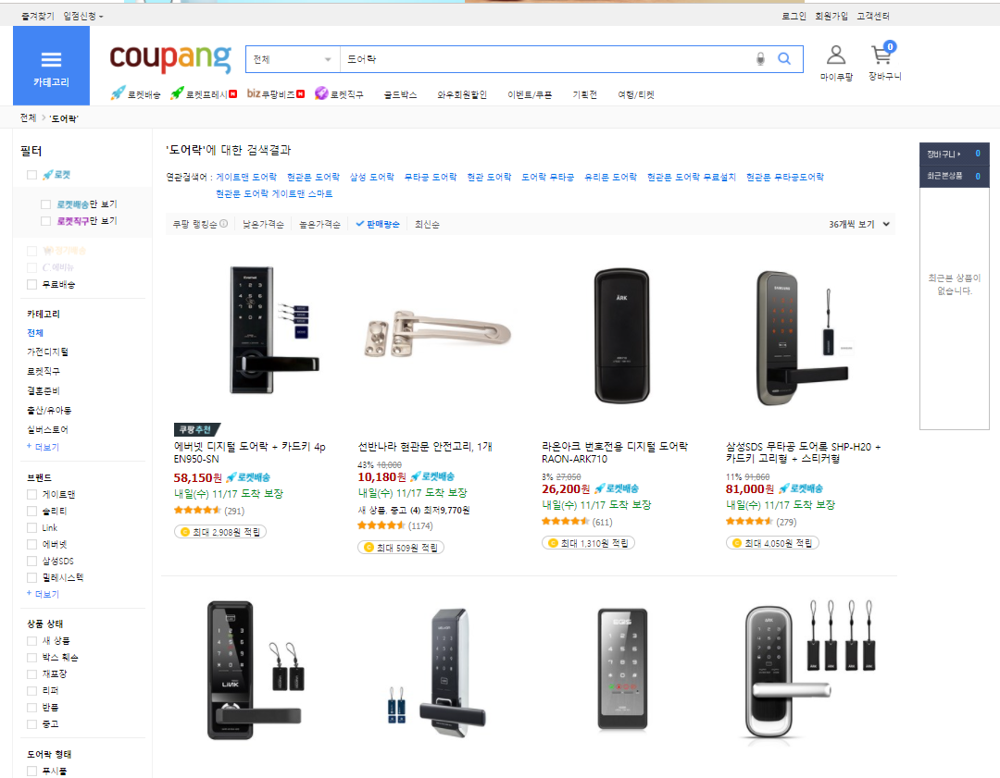 즐겨찾기 입점신청
로그인 회원가입 고객센터
카테고리
coupang
전체
도어락
마이쿠팡
0
장바구니
로켓배송 로켓프레시 N biz 쿠팡비즈 N 로켓직구 골드박스 와우회원할인 이벤트/쿠폰 기획전 여행/티켓
전체 > '도어락'
필터
로켓
로켓배송만 보기
로켓직구만 보기
정기배송
C.에비뉴
무료배송
카테고리
전체
가전디지털
로켓직구
결혼준비
출산/유아동
실버스토어
+ 더보기
브랜드
게이트맨
솔리티
Link
에버넷
삼성SDS
밀레시스텍
+ 더보기
상품 상태
새 상품
박스 훼손
재포장
리퍼
반품
중고
도어락 형태
푸시풀
'도어락'에 대한 검색결과
연관검색어 : 게이트맨 도어락 현관문 도어락 삼성 도어락 무타공 도어락 현관 도어락 도어락 무타공 유리문 도어락 현관문 도어락 무료설치 현관문 무타공도어락
현관문 도어락 게이트맨 스마트
쿠팡 랭킹순 낮은가격순 높은가격순 판매량순 최신순
36개씩 보기
쿠팡추천
에버넷 디지털 도어락 + 카드키 4p
EN950-SN
58,150원 로켓배송
내일(수) 11/17 도착 보장
(291)
최대 2,908원 적립
선반나라 현관문 안전고리, 1개
43% 18,000
10,180원 로켓배송
내일(수) 11/17 도착 보장
새 상품, 중고 (4) 최저9,770원
(1174)
최대 509원 적립
ARK
라온아크 번호전용 디지털 도어락
RAON-ARK710
3% 27,050
26,200원 로켓배송
내일(수) 11/17 도착 보장
(611)
최대 1,310원 적립
SAMSUNG
삼성SDS 무타공 도어록 SHP-H20 +
카드키 고리형 + 스티커형
11% 91,860
81,000원 로켓배송
내일(수) 11/17 도착 보장
(279)
최대 4,050원 적립
LiNK
ARK
장바구니 0
최근본상품 0
최근본 상품이
없습니다.